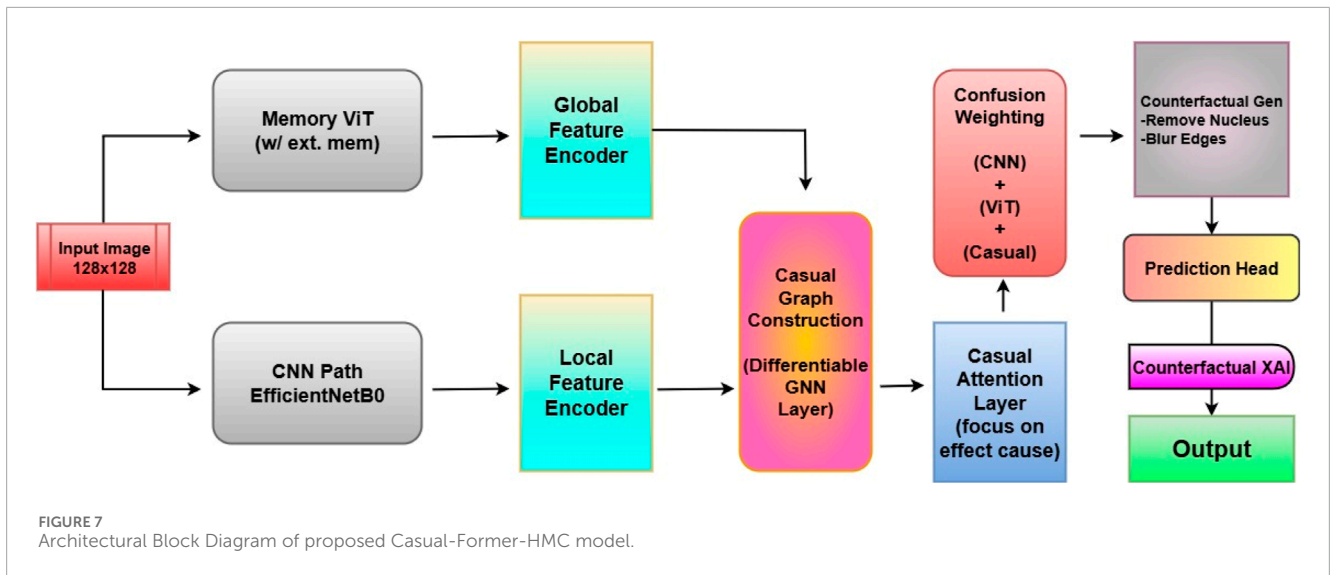 Input Image
128x128
Memory ViT
(w/ ext. mem)
Global
Feature
Encoder
CNN Path
EfficientNetB0
Local
Feature
Encoder
Casual
Graph
Construction
(Differentiable
GNN
Layer)
Casual
Attention
Layer
(focus on
effect cause)
Confusion
Weighting
(CNN)
+
(ViT)
+
(Casual)
Counterfactual Gen
-Remove Nucleus
-Blur Edges
Prediction Head
Counterfactual XAI
Output
FIGURE 7
Architectural Block Diagram of proposed Casual-Former-HMC model.